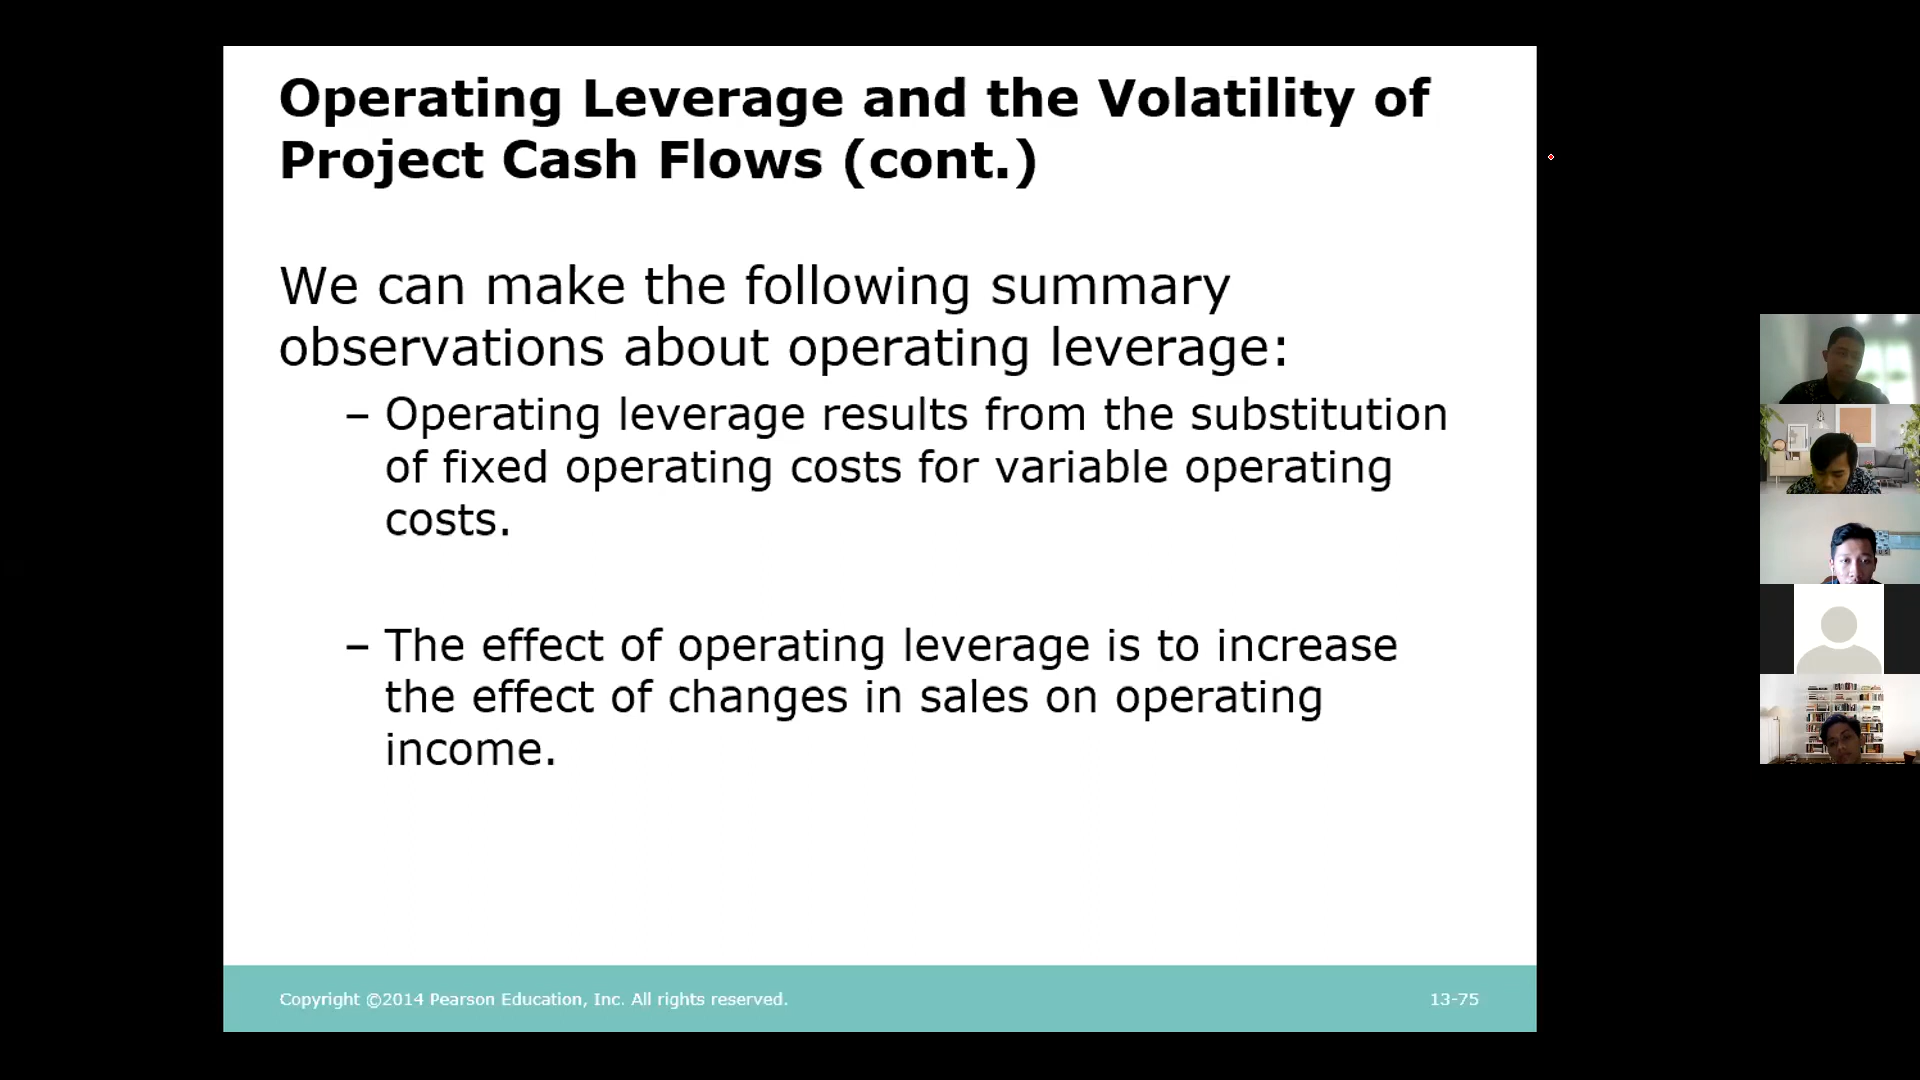 Operating Leverage and the Volatility of
Project Cash Flows (cont.)
We can make the following summary
observations about operating leverage:
– Operating leverage results from the substitution
of fixed operating costs for variable operating
costs.
– The effect of operating leverage is to increase
the effect of changes in sales on operating
income.
Copyright ©2014 Pearson Education, Inc. All rights reserved.
13-75